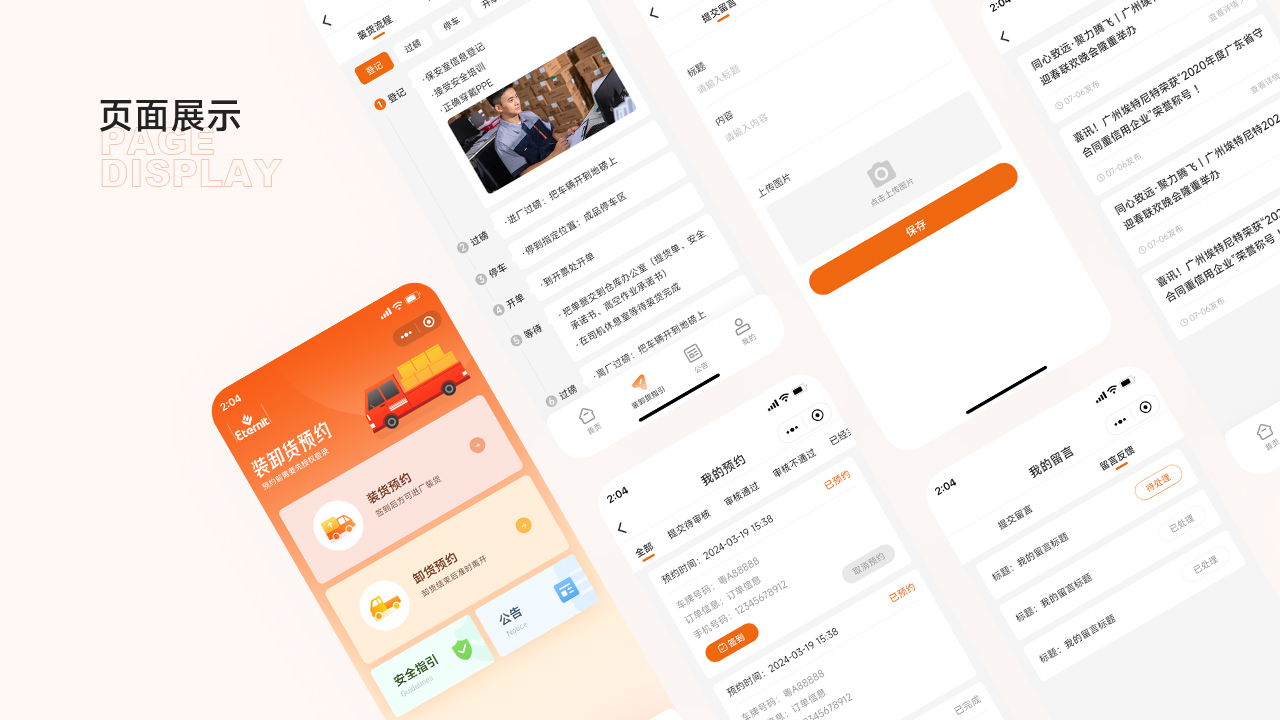 页面展示
PAGE
DISPLAY
2:04
Eternit
装卸货预约
预约前需要先授权登录
装货预约
签到后方可进厂装货
卸货预约
卸货结束后准时离开
安全指引
Guidelines
公告
Notice
装货流程
登记
过磅
停车
1 登记
·保安室信息登记
·接受安全培训
·正确穿戴PPE
2 过磅
·进厂过磅：把车辆开到地磅上
3 停车
·停到指定位置：成品停车区
4 开单
·到开票处开单
5 等待
·把单据交到仓库办公室（提货单、安全
承诺书、高空作业承诺书）
·在司机休息室等待装货完成
6 过磅
·离厂过磅：把车辆开到地磅上
首页
装卸货指引
公告
我的
2:04
我的预约
全部
提交待审核
审核通过
审核不通过
预约时间：2024-03-19 15:38
已预约
车牌号码：粤A88888
订单信息：订单信息
手机号码：12345678912
取消预约
签到
预约时间：2024-03-19 15:38
已预约
车牌号码：粤A88888
订单信息：订单信息
12345678912
已完成
提交留言
标题
请输入标题
内容
请输入内容
上传图片
点击上传图片
保存
2:04
我的留言
提交留言
留言反馈
标题：我的留言标题
待处理
标题：我的留言标题
已处理
标题：我的留言标题
已处理
2:04
同心致远·聚力腾飞丨广州埃
迎春联欢晚会隆重举办
07-06发布
查看详情
喜讯！广州埃特尼特荣获“2020年度广东省守
合同重信用企业”荣誉称号！
07-06发布
查看详
同心致远·聚力腾飞丨广州埃特尼特202
迎春联欢晚会隆重举办
07-06发布
喜讯！广州埃特尼特荣获“202
合同重信用企业”荣誉称号！
07-06发布
首页